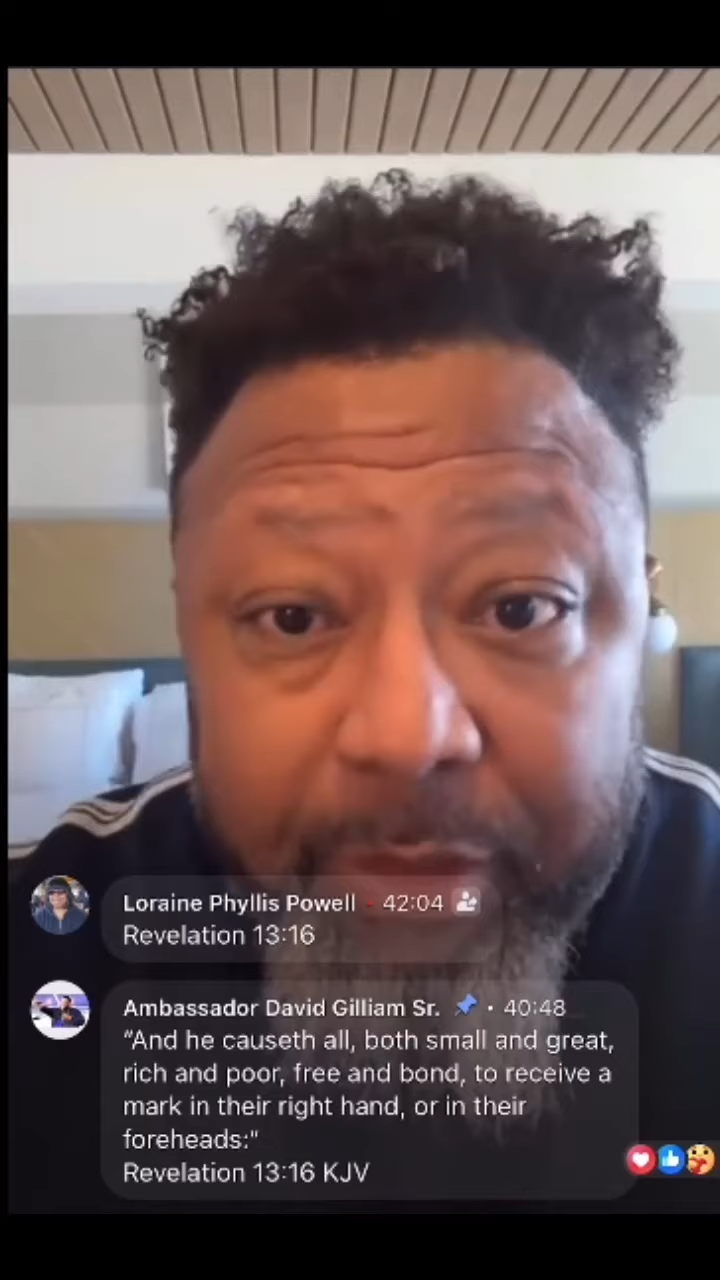 Loraine Phyllis Powell • 42:04
Revelation 13:16
Ambassador David Gilliam Sr. 📌 • 40:48
“And he causeth all, both small and great,
rich and poor, free and bond, to receive a
mark in their right hand, or in their
foreheads:"
Revelation 13:16 KJV